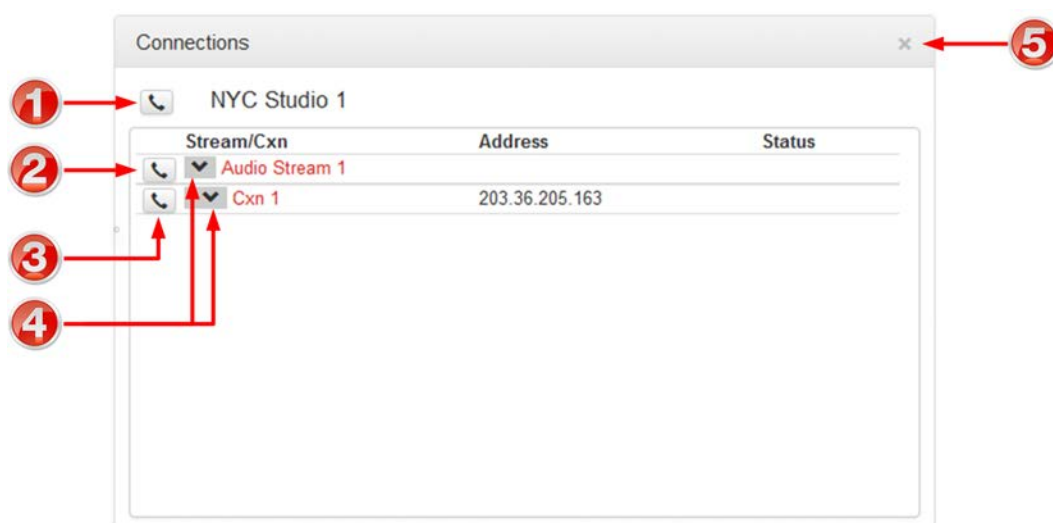 Connections
5
1
NYC Studio 1
Stream/Cxn Address Status
2
Audio Stream 1
Cxn 1 203.36.205.163
3
4